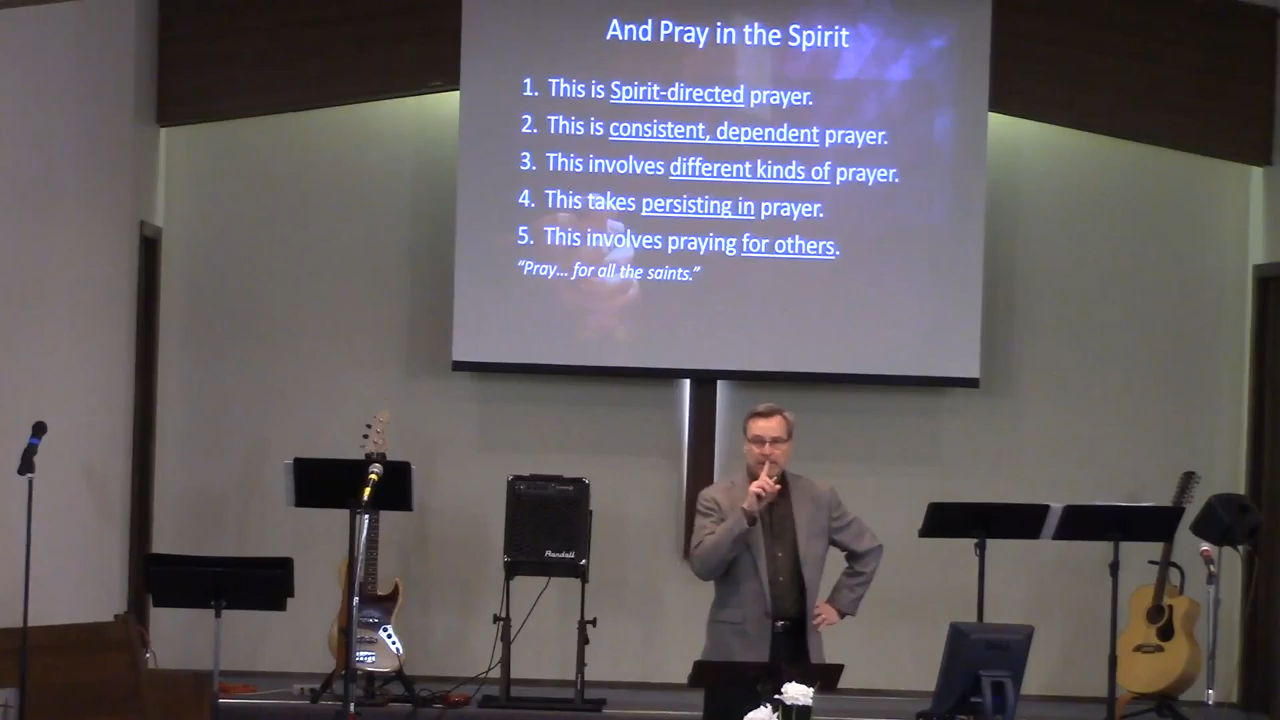 And Pray in the Spirit
1. This is Spirit-directed prayer.
2. This is consistent, dependent prayer.
3. This involves different kinds of prayer.
4. This takes persisting in prayer.
5. This involves praying for others.
“Pray... for all the saints.”
Randall